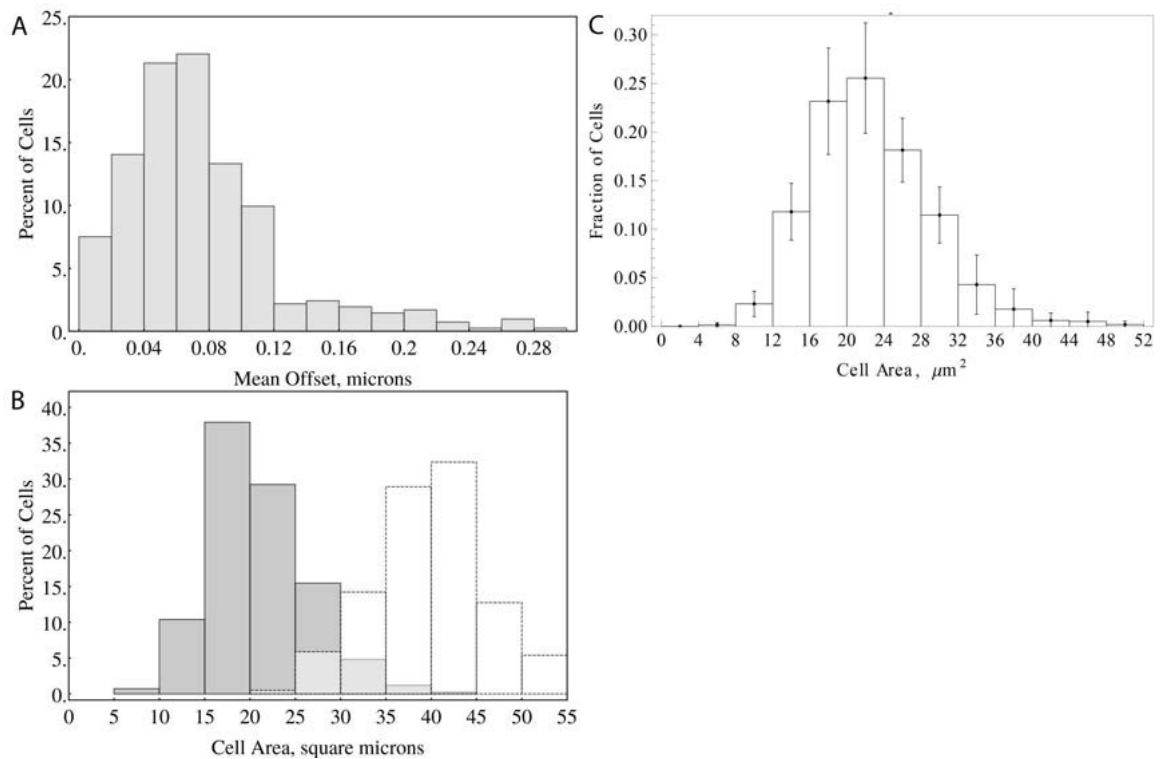 A
25.
20.
15.
10.
5.
0.
Percent of Cells
0. 0.04 0.08 0.12 0.16 0.2 0.24 0.28
Mean Offset, microns
C
0.30
0.25
0.20
0.15
0.10
0.05
0.00
Fraction of Cells
0 4 8 12 16 20 24 28 32 36 40 44 48 52
Cell Area, μm²
B
40.
35.
30.
25.
20.
15.
10.
5.
0.
Percent of Cells
0 5 10 15 20 25 30 35 40 45 50 55
Cell Area, square microns